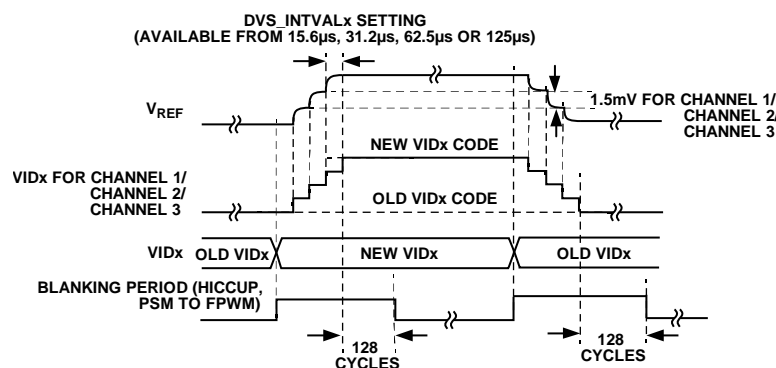 DVS_INTVALx SETTING
(AVAILABLE FROM 15.6µs, 31.2µs, 62.5µs OR 125µs)
VREF
1.5mV FOR CHANNEL 1/
CHANNEL 2/
CHANNEL 3
NEW VIDx CODE
VIDx FOR CHANNEL 1/
CHANNEL 2/
CHANNEL 3
OLD VIDx CODE
VIDx
OLD VIDx
NEW VIDx
OLD VIDx
BLANKING PERIOD (HICCUP,
PSM TO FPWM)
128
CYCLES
128
CYCLES